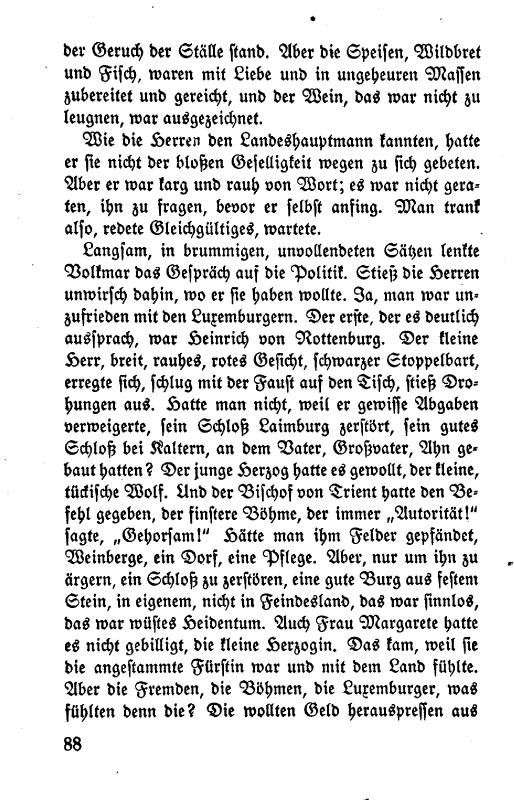 der Geruch der Ställe stand. Aber die Speisen, Wildbret
und Fisch, waren mit Liebe und in ungeheuren Massen
zubereitet und gereicht, und der Wein, das war nicht zu
leugnen, war ausgezeichnet.
Wie die Herren den Landeshauptmann kannten, hatte
er sie nicht der bloßen Geselligkeit wegen zu sich gebeten.
Aber er war karg und rauh von Wort; es war nicht gera-
ten, ihn zu fragen, bevor er selbst anfing. Man trank
also, redete Gleichgültiges, wartete.
Langsam, in brummigen, unvollendeten Sätzen lenkte
Volkmar das Gespräch auf die Politik. Stieß die Herren
unwirsch dahin, wo er sie haben wollte. Ja, man war un-
zufrieden mit den Luxemburgern. Der erste, der es deutlich
aussprach, war Heinrich von Rottenburg. Der kleine
Herr, breit, rauhes, rotes Gesicht, schwarzer Stoppelbart,
erregte sich, schlug mit der Faust auf den Tisch, stieß Dro-
hungen aus. Hatte man nicht, weil er gewisse Abgaben
verweigerte, sein Schloß Laimburg zerstört, sein gutes
Schloß bei Kaltern, an dem Vater, Großvater, Ahn ge-
baut hatten? Der junge Herzog hatte es gewollt, der kleine,
tückische Wolf. Und der Bischof von Trient hatte den Be-
fehl gegeben, der finstere Böhme, der immer „Autorität!“
sagte, „Gehorsam!“ Hätte man ihm Felder gepfändet,
Weinberge, ein Dorf, eine Pflege. Aber, nur um ihn zu
ärgern, ein Schloß zu zerstören, eine gute Burg aus festem
Stein, in eigenem, nicht in Feindesland, das war sinnlos,
das war wüstes Heidentum. Auch Frau Margarete hatte
es nicht gebilligt, die kleine Herzogin. Das kam, weil sie
die angestammte Fürstin war und mit dem Land fühlte.
Aber die Fremden, die Böhmen, die Luxemburger, was
fühlten denn die? Die wollten Geld herauspressen aus
88